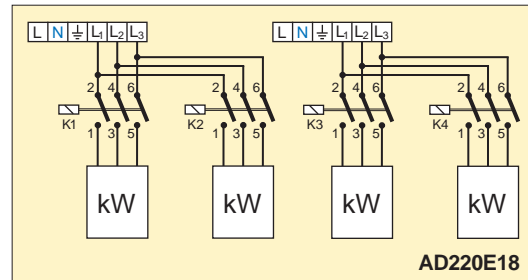 L N ⏚ L1 L2 L3 L N ⏚ L1 L2 L3
2 4 6 2 4 6 2 4 6 2 4 6
K1 K2 K3 K4
1 3 5 1 3 5 1 3 5 1 3 5
kW kW kW kW
AD220E18